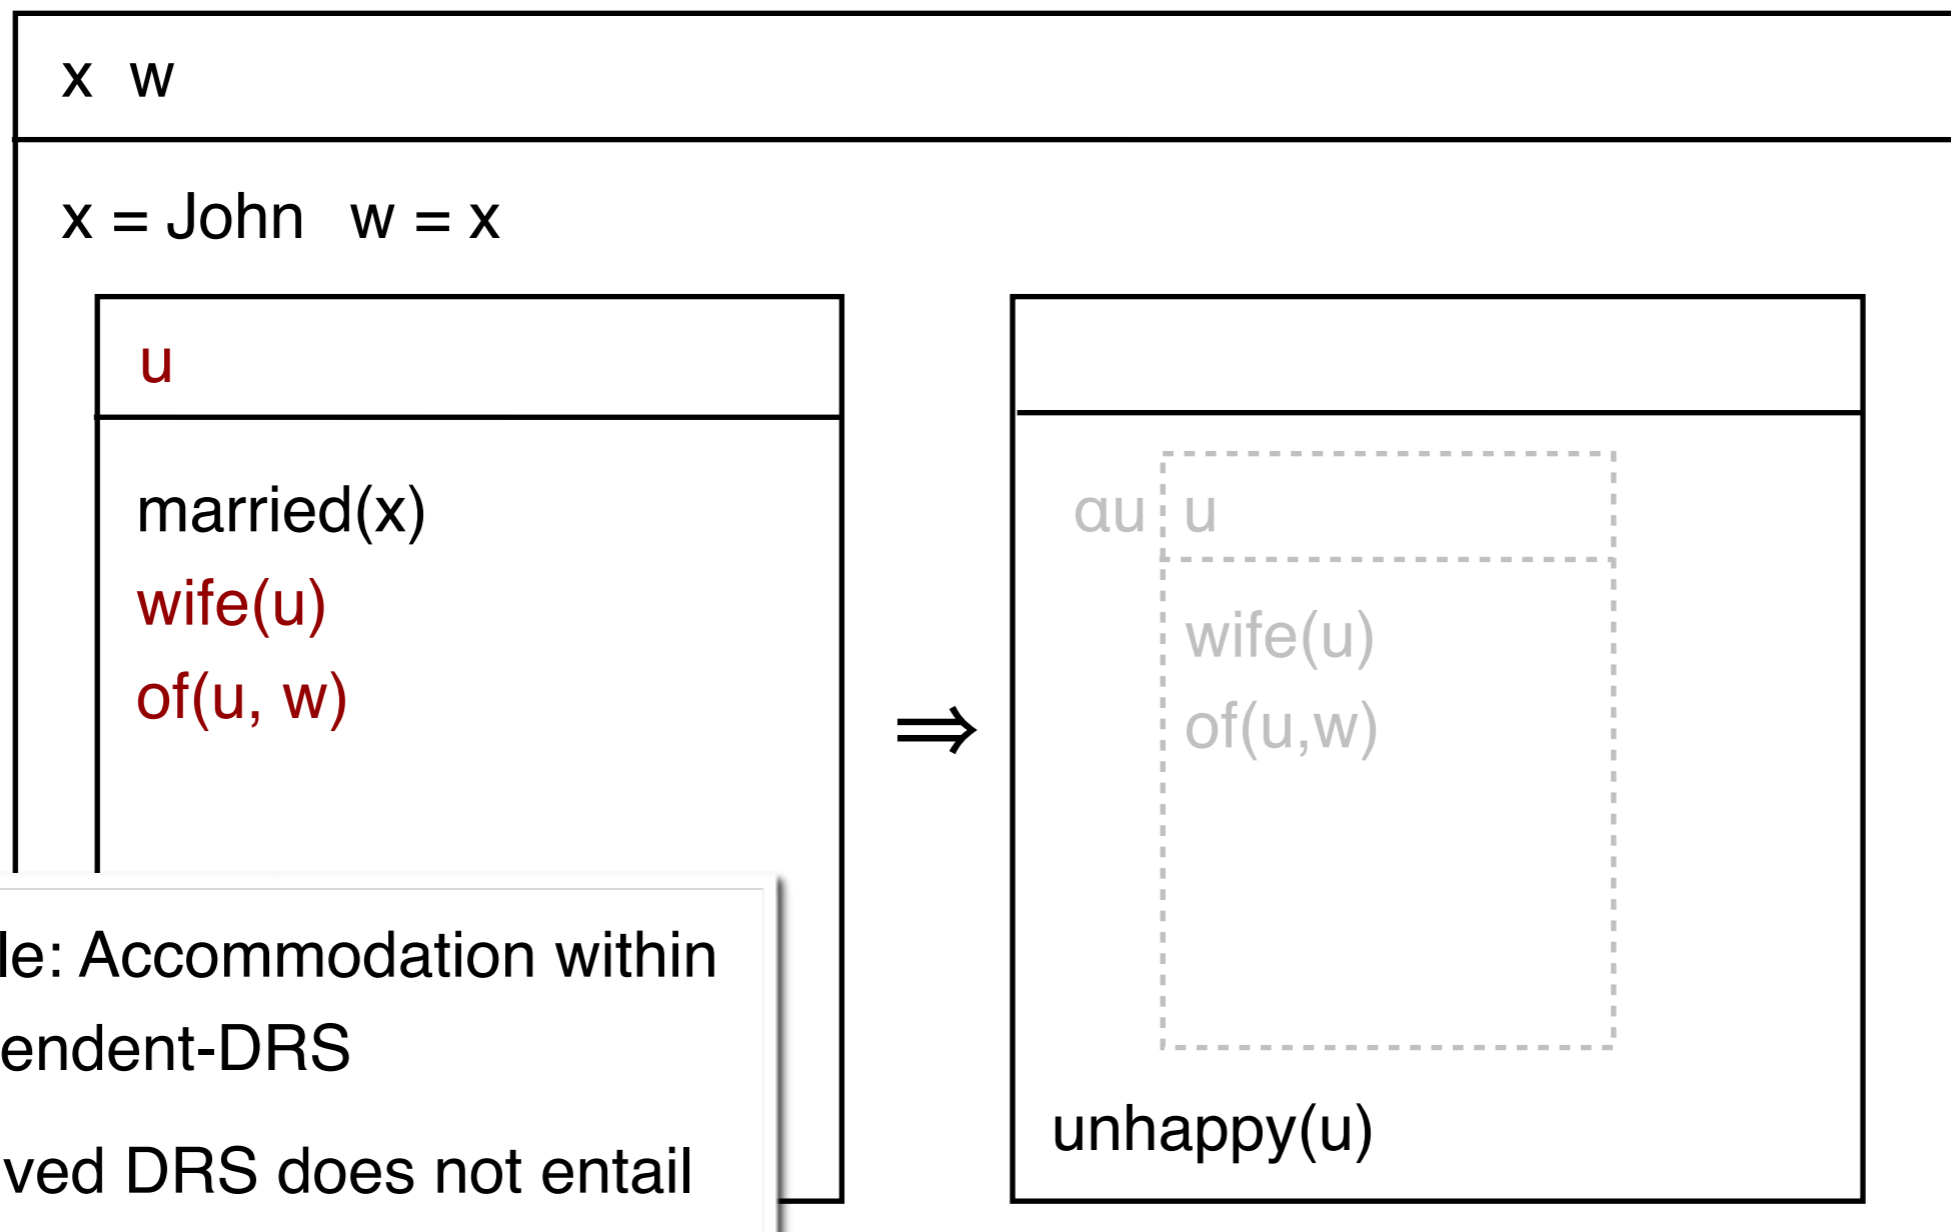 x w
x = John w = x
u
married(x)
wife(u)
of(u, w)
⇒
αu u
wife(u)
of(u,w)
unhappy(u)
le: Accommodation within
endent-DRS
ved DRS does not entail